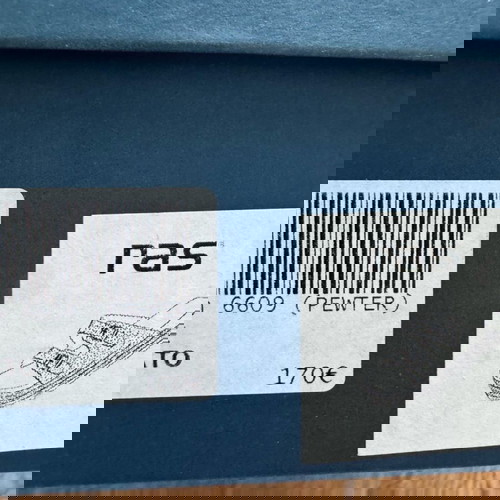 ras
6609 (PEWTER)
TO
170€